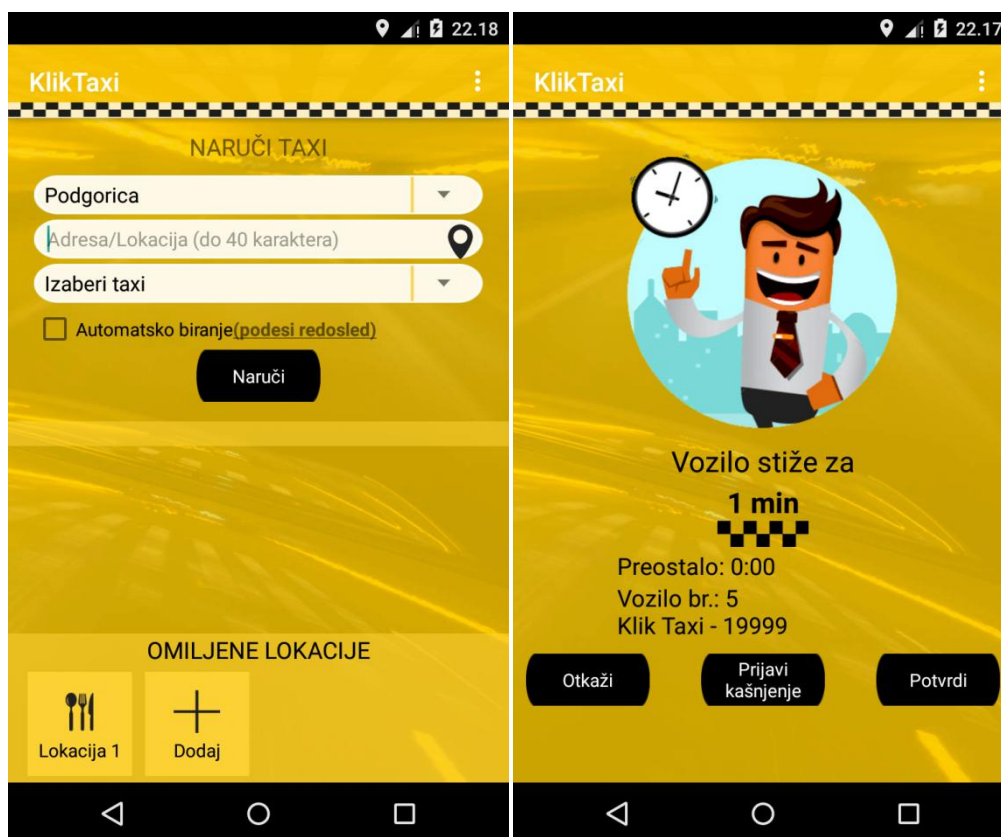 22.18
KlikTaxi
NARUČI TAXI
Podgorica
Adresa/Lokacija (do 40 karaktera)
Izaberi taxi
Automatsko biranje(podesi redosled)
Naruči
OMILJENE LOKACIJE
Lokacija 1
Dodaj
22.17
KlikTaxi
Vozilo stiže za
1 min
Preostalo: 0:00
Vozilo br.: 5
Klik Taxi - 19999
Otkaži
Prijavi
kašnjenje
Potvrdi